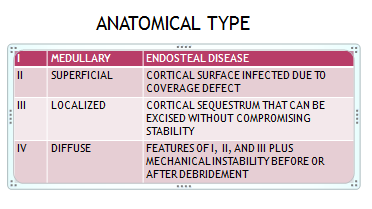 ANATOMICAL TYPE
I MEDULLARY ENDOSTEAL DISEASE
II SUPERFICIAL CORTICAL SURFACE INFECTED DUE TO
COVERAGE DEFECT
III LOCALIZED CORTICAL SEQUESTRUM THAT CAN BE
EXCISED WITHOUT COMPROMISING
STABILITY
IV DIFFUSE FEATURES OF I, II, AND III PLUS
MECHANICAL INSTABILITY BEFORE OR
AFTER DEBRIDEMENT